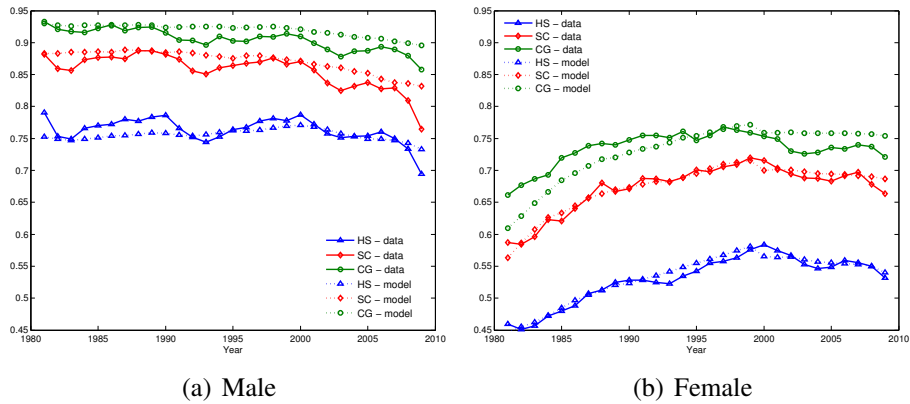 0.95
0.9
0.85
0.8
0.75
0.7
0.65
0.6
0.55
0.5
0.45
1980 1985 1990 1995 2000 2005 2010
Year
HS − data
SC − data
CG − data
HS − model
SC − model
CG − model
(a) Male
0.95
0.9
0.85
0.8
0.75
0.7
0.65
0.6
0.55
0.5
0.45
1980 1985 1990 1995 2000 2005 2010
Year
HS − data
SC − data
CG − data
HS − model
SC − model
CG − model
(b) Female